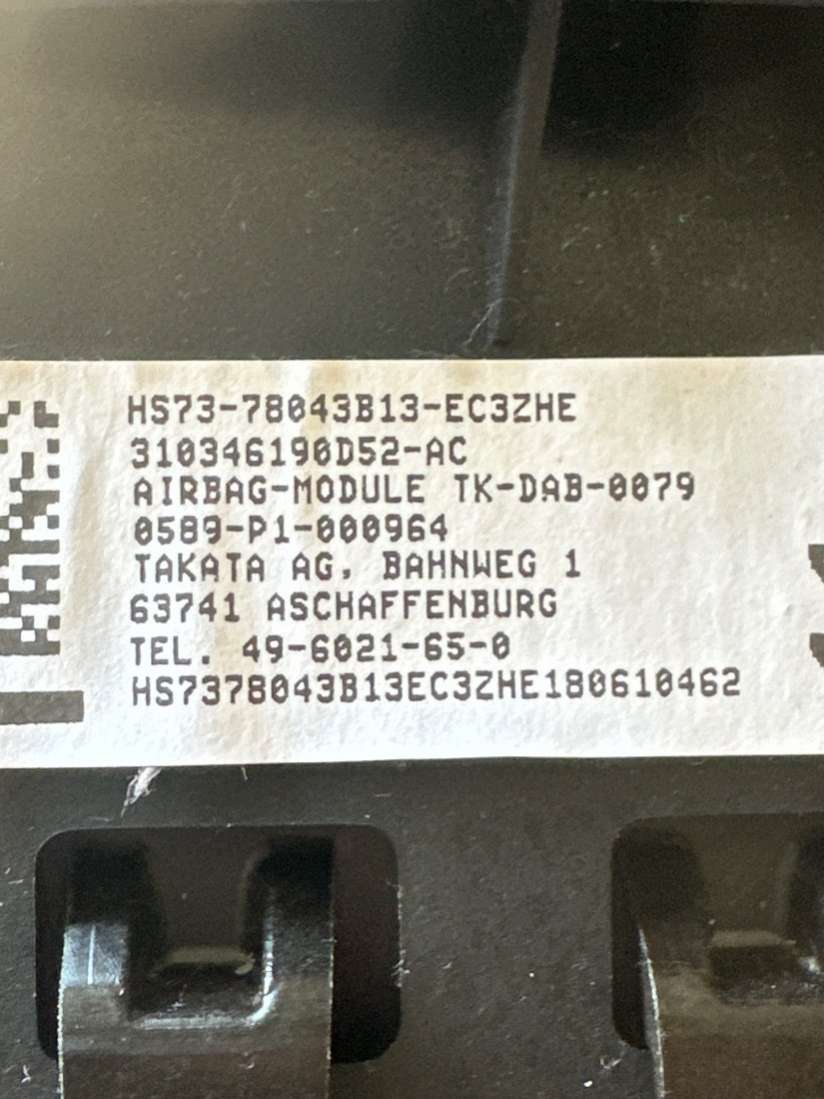 HS73-78043B13-EC3ZHE
310346190D52-AC
AIRBAG-MODULE TK-DAB-0079
0589-P1-000964
TAKATA AG, BAHNWEG 1
63741 ASCHAFFENBURG
TEL. 49-6021-65-0
HS7378043B13EC3ZHE180610462